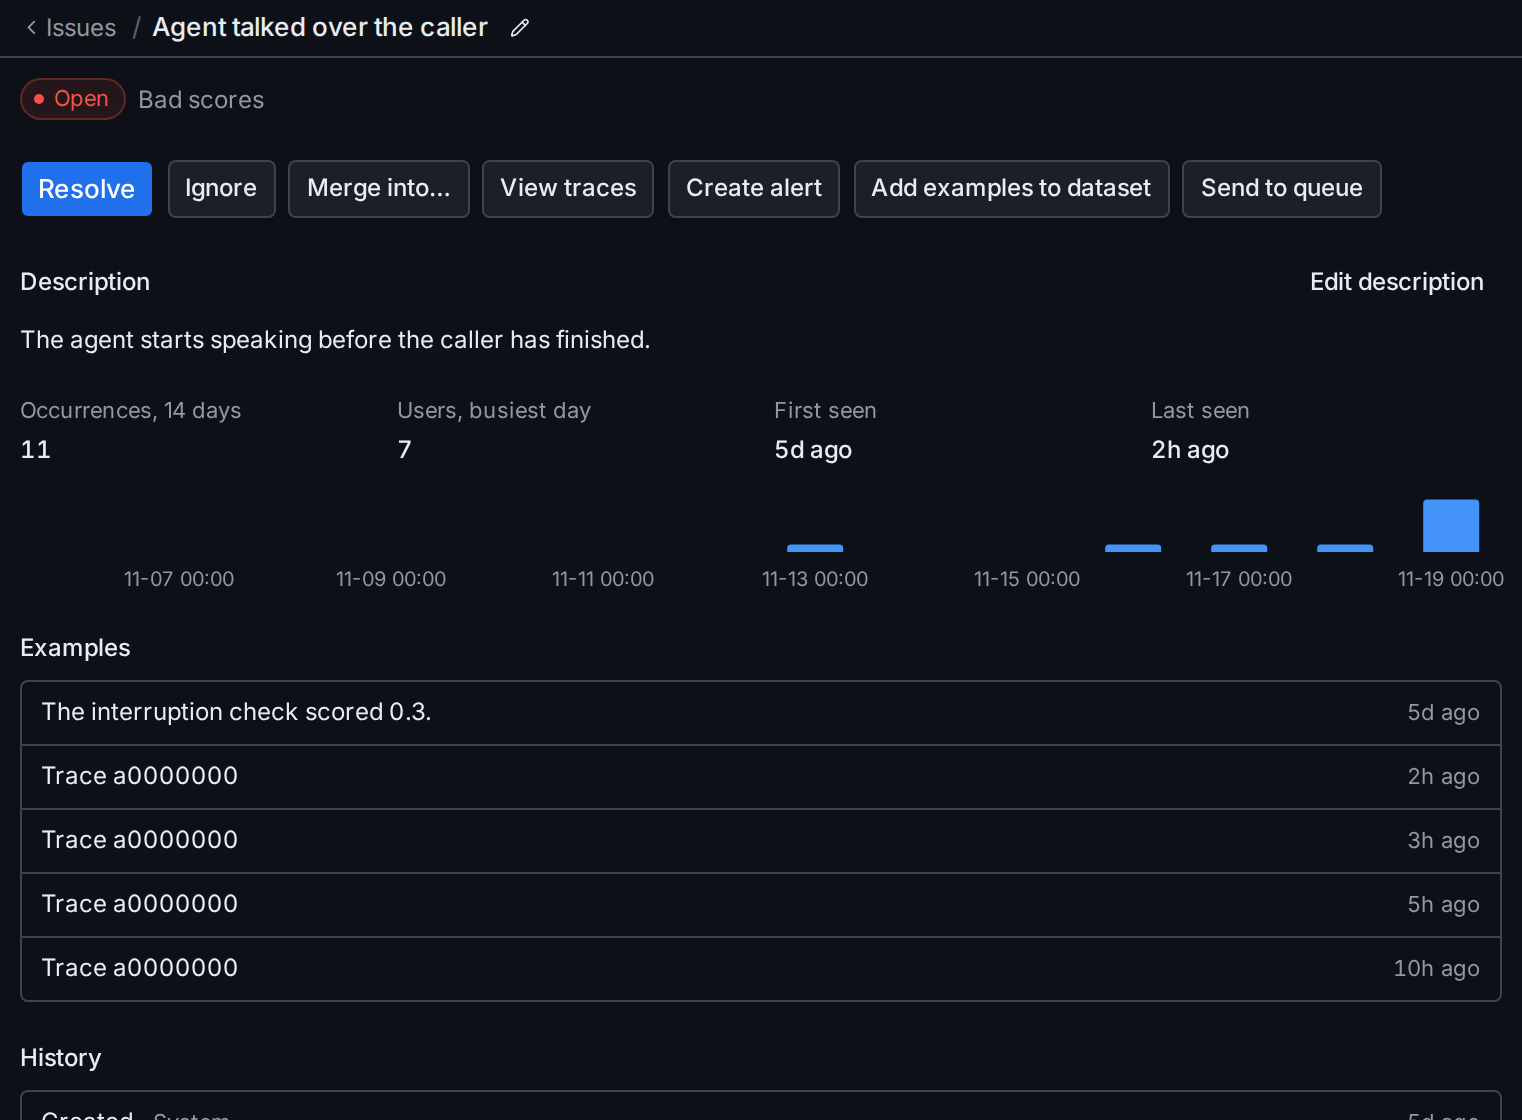 Issues / Agent talked over the caller
Open Bad scores
Resolve Ignore Merge into... View traces Create alert Add examples to dataset Send to queue
Description Edit description
The agent starts speaking before the caller has finished.
Occurrences, 14 days Users, busiest day First seen Last seen
11 7 5d ago 2h ago
11-07 00:00 11-09 00:00 11-11 00:00 11-13 00:00 11-15 00:00 11-17 00:00 11-19 00:00
Examples
The interruption check scored 0.3. 5d ago
Trace a0000000 2h ago
Trace a0000000 3h ago
Trace a0000000 5h ago
Trace a0000000 10h ago
History
Created System 5d ago